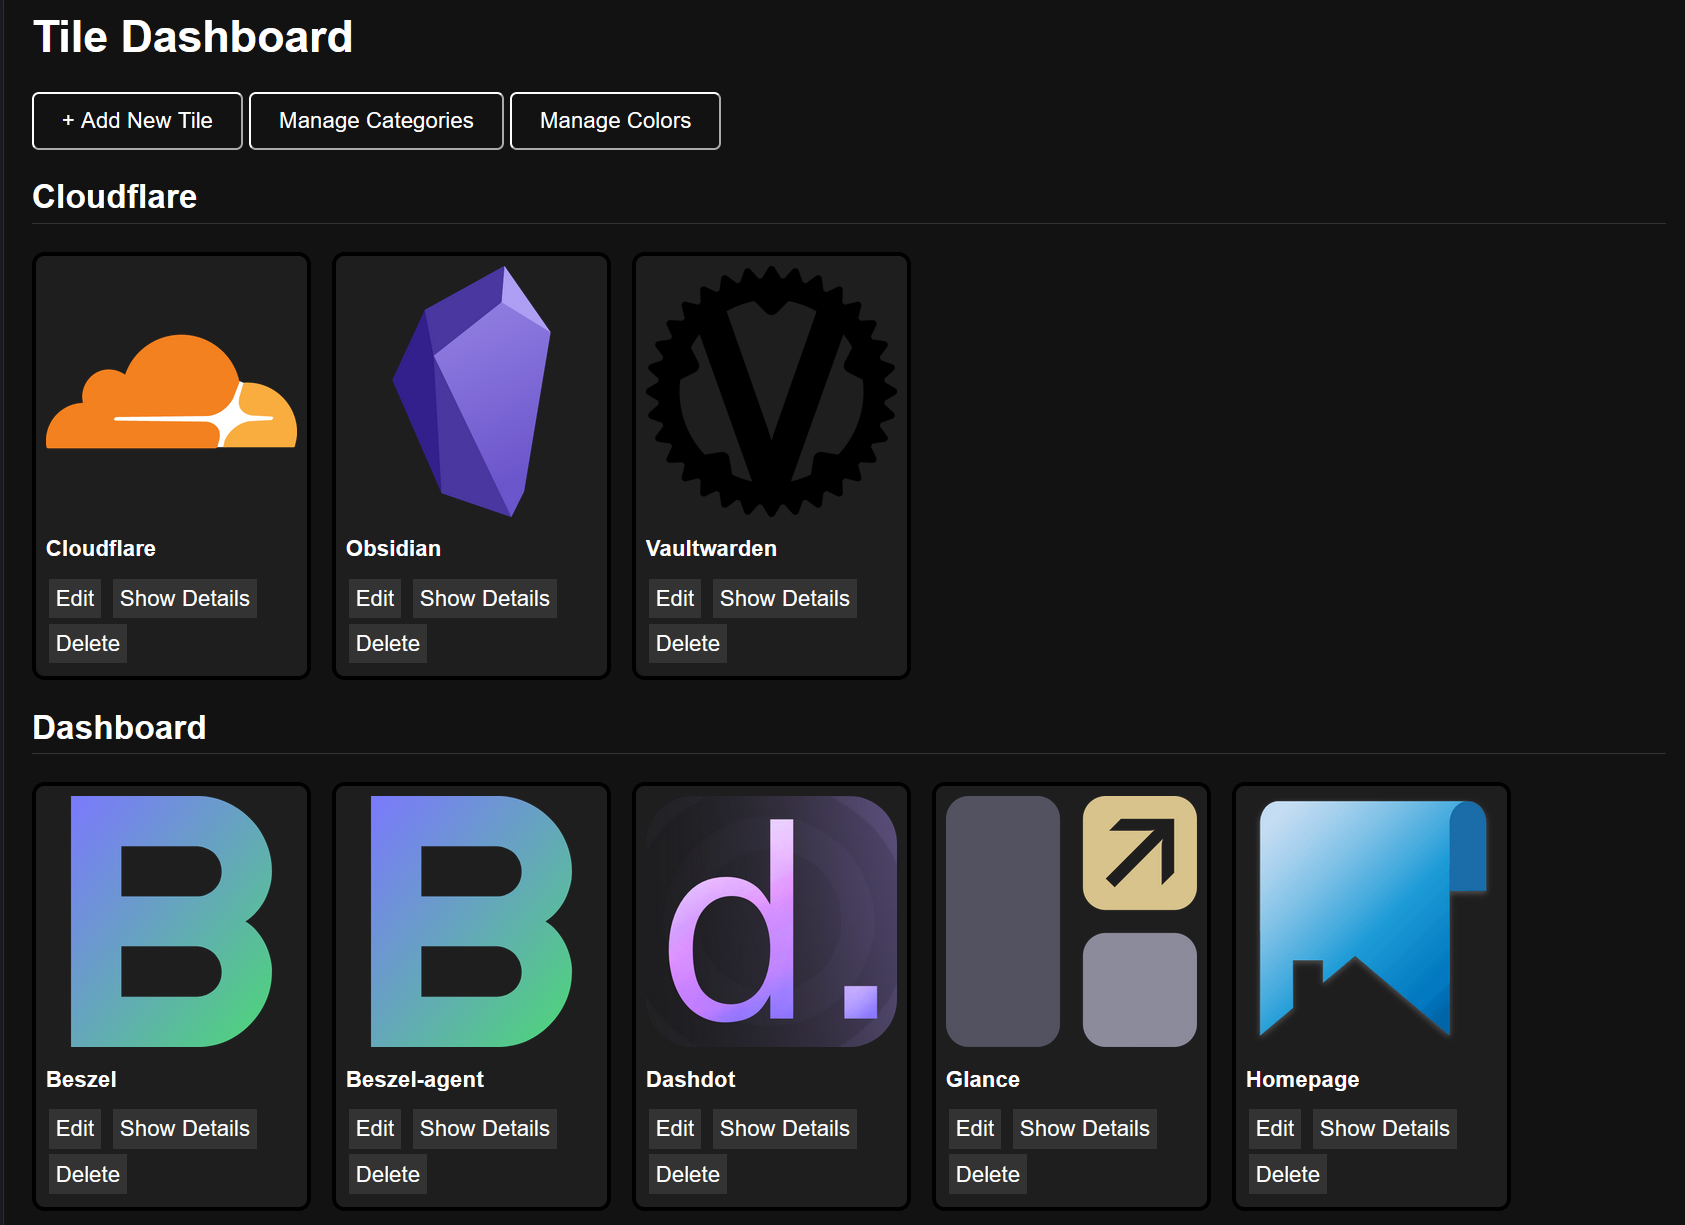 Tile Dashboard
+ Add New Tile Manage Categories Manage Colors
Cloudflare
Cloudflare Obsidian Vaultwarden
Edit Show Details Edit Show Details Edit Show Details
Delete Delete Delete
Dashboard
d.
Beszel Beszel-agent Dashdot Glance Homepage
Edit Show Details Edit Show Details Edit Show Details Edit Show Details Edit Show Details
Delete Delete Delete Delete Delete